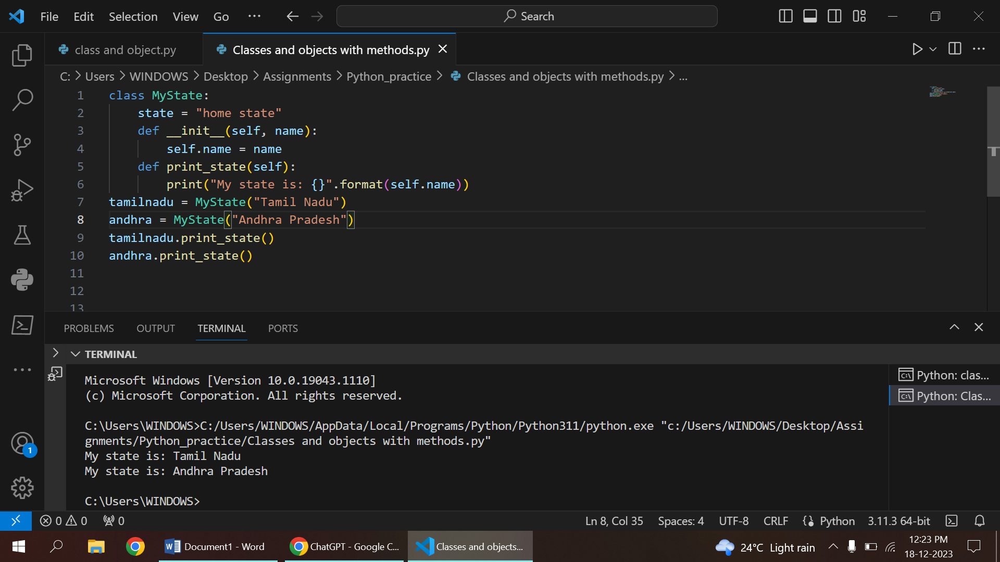 File Edit Selection View Go ... Search
class and object.py Classes and objects with methods.py
C: > Users > WINDOWS > Desktop > Assignments > Python_practice > Classes and objects with methods.py > ...
1 class MyState:
2 state = "home state"
3 def __init__(self, name):
4 self.name = name
5 def print_state(self):
6 print("My state is: {}".format(self.name))
7 tamilnadu = MyState("Tamil Nadu")
8 andhra = MyState("Andhra Pradesh")
9 tamilnadu.print_state()
10 andhra.print_state()
11
12
13
PROBLEMS OUTPUT TERMINAL PORTS
TERMINAL
Microsoft Windows [Version 10.0.19043.1110]
(c) Microsoft Corporation. All rights reserved.
Python: clas...
Python: Clas...
C:\Users\WINDOWS>C:/Users/WINDOWS/AppData/Local/Programs/Python/Python311/python.exe "c:/Users/WINDOWS/Desktop/Assi
gnments/Python_practice/Classes and objects with methods.py"
My state is: Tamil Nadu
My state is: Andhra Pradesh
C:\Users\WINDOWS>
1
0 0 0 Ln 8, Col 35 Spaces: 4 UTF-8 CRLF Python 3.11.3 64-bit
Document1 - Word ChatGPT - Google C... Classes and objects... 24°C Light rain 12:23 PM
18-12-2023